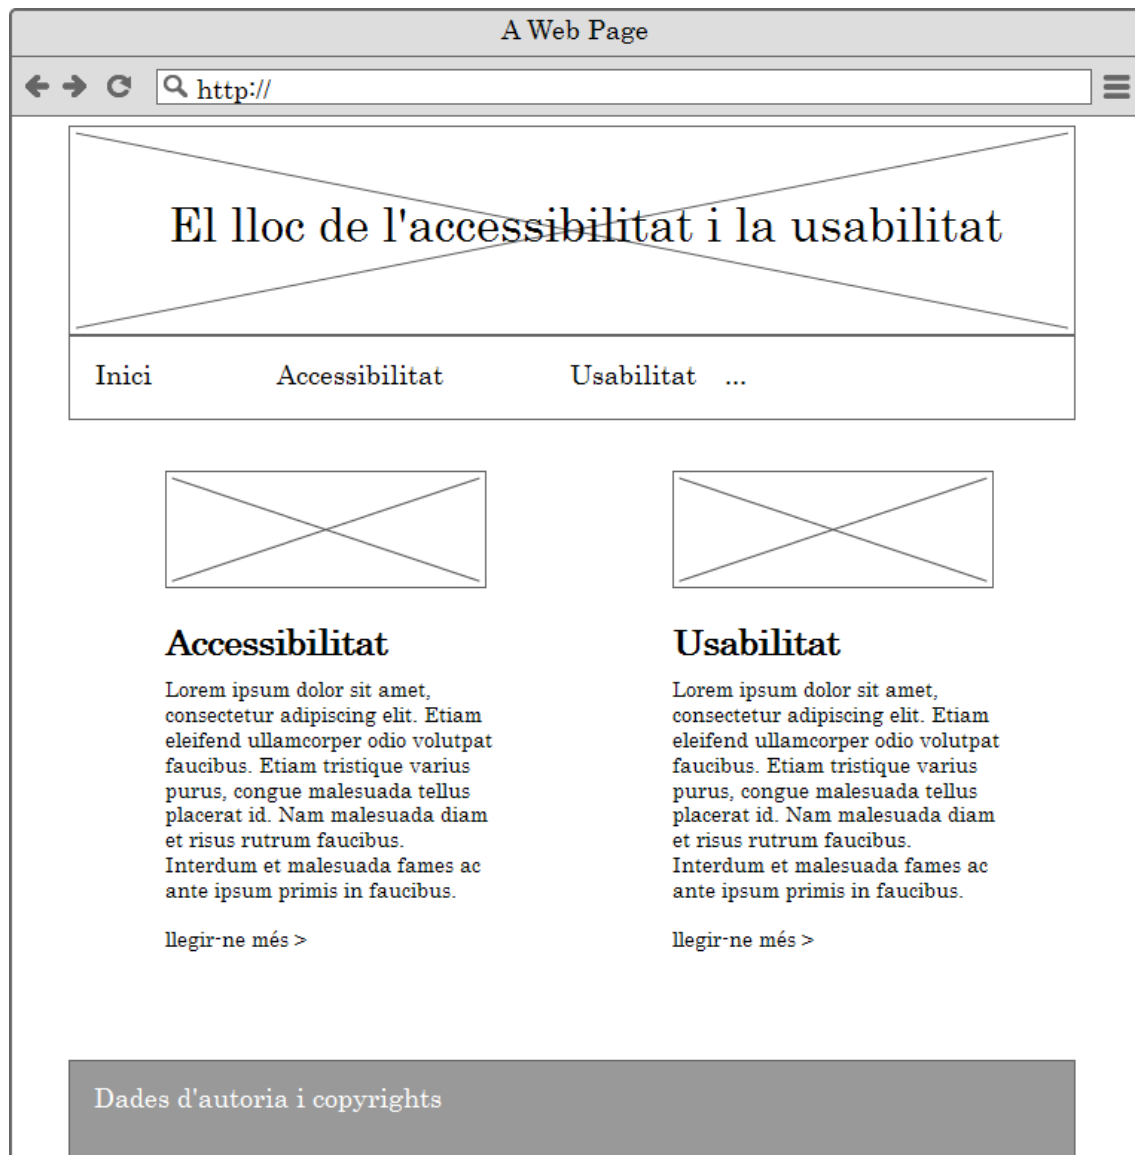 A Web Page
http://
El lloc de l'accessibilitat i la usabilitat
Inici Accessibilitat Usabilitat ...
Accessibilitat
Lorem ipsum dolor sit amet,
consectetur adipiscing elit. Etiam
eleifend ullamcorper odio volutpat
faucibus. Etiam tristique varius
purus, congue malesuada tellus
placerat id. Nam malesuada diam
et risus rutrum faucibus.
Interdum et malesuada fames ac
ante ipsum primis in faucibus.
llegir-ne més >
Usabilitat
Lorem ipsum dolor sit amet,
consectetur adipiscing elit. Etiam
eleifend ullamcorper odio volutpat
faucibus. Etiam tristique varius
purus, congue malesuada tellus
placerat id. Nam malesuada diam
et risus rutrum faucibus.
Interdum et malesuada fames ac
ante ipsum primis in faucibus.
llegir-ne més >
Dades d'autoria i copyrights